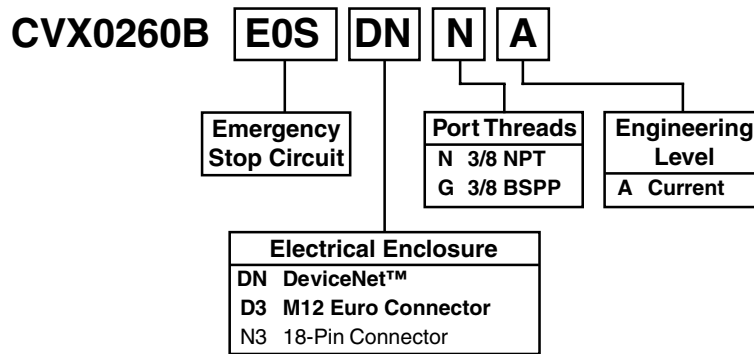 CVX0260B E0S DN N A
Emergency
Stop Circuit
Port Threads
N 3/8 NPT
G 3/8 BSPP
Engineering
Level
A Current
Electrical Enclosure
DN DeviceNet™
D3 M12 Euro Connector
N3 18-Pin Connector